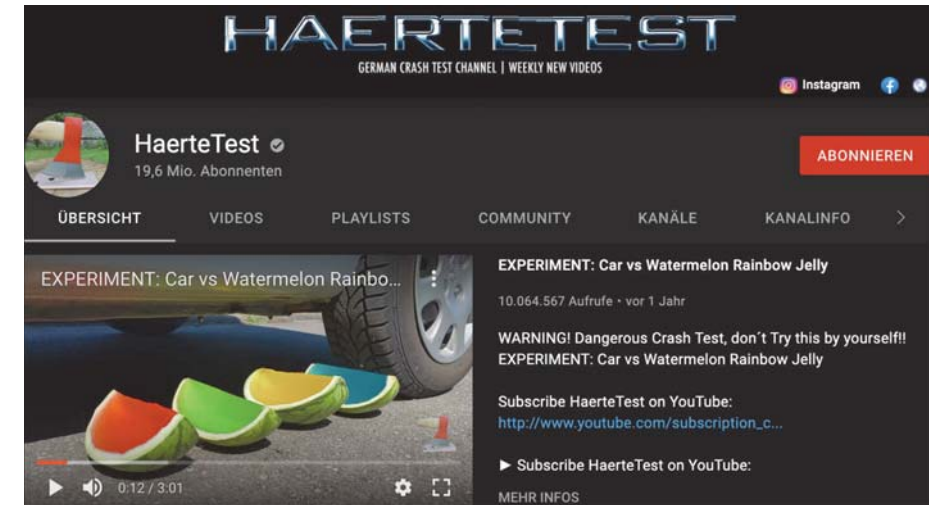 HAERTETEST
GERMAN CRASH TEST CHANNEL | WEEKLY NEW VIDEOS
Instagram
HaerteTest
19,6 Mio. Abonnenten
ABONNIEREN
ÜBERSICHT VIDEOS PLAYLISTS COMMUNITY KANÄLE KANALINFO
EXPERIMENT: Car vs Watermelon Rainbo...
0:12 / 3:01
EXPERIMENT: Car vs Watermelon Rainbow Jelly
10.064.567 Aufrufe • vor 1 Jahr
WARNING! Dangerous Crash Test, don´t Try this by yourself!!
EXPERIMENT: Car vs Watermelon Rainbow Jelly
Subscribe HaerteTest on YouTube:
http://www.youtube.com/subscription_c...
► Subscribe HaerteTest on YouTube:
MEHR INFOS